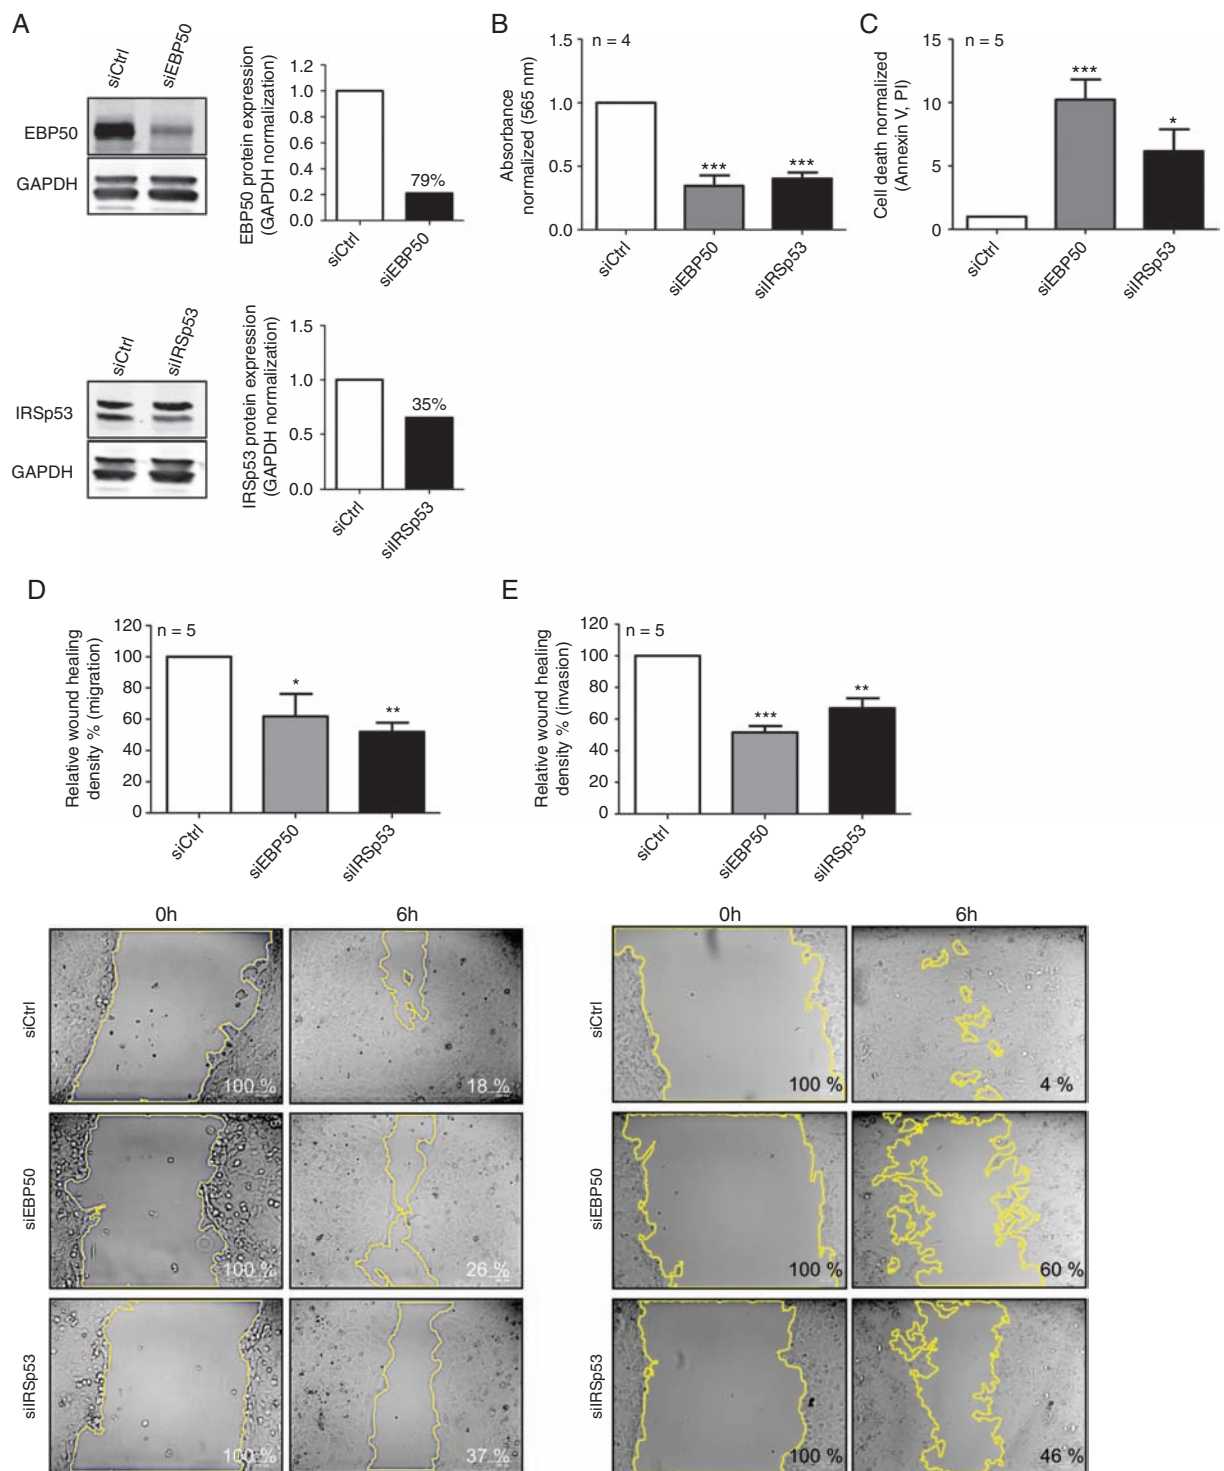 A
siCtrl
siEBP50
EBP50
GAPDH
EBP50 protein expression
(GAPDH normalization)
1.2
1.0
0.8
0.6
0.4
0.2
0.0
79%
siCtrl
siEBP50
siCtrl
siIRSp53
IRSp53
GAPDH
IRSp53 protein expression
(GAPDH normalization)
1.5
1.0
0.5
0.0
35%
siCtrl
siIRSp53
B
Absorbance
normalized (565 nm)
1.5
1.0
0.5
0.0
n = 4
***
***
siCtrl
siEBP50
siIRSp53
C
Cell death normalized
(Annexin V, PI)
15
10
5
0
n = 5
***
*
siCtrl
siEBP50
siIRSp53
D
Relative wound healing
density % (migration)
120
100
80
60
40
20
0
n = 5
*
**
siCtrl
siEBP50
siIRSp53
0h
6h
siCtrl
100 %
18 %
siEBP50
100 %
26 %
siIRSp53
100 %
37 %
E
Relative wound healing
density % (invasion)
120
100
80
60
40
20
0
n = 5
***
**
siCtrl
siEBP50
siIRSp53
0h
6h
siCtrl
100 %
4 %
siEBP50
100 %
60 %
siIRSp53
100 %
46 %